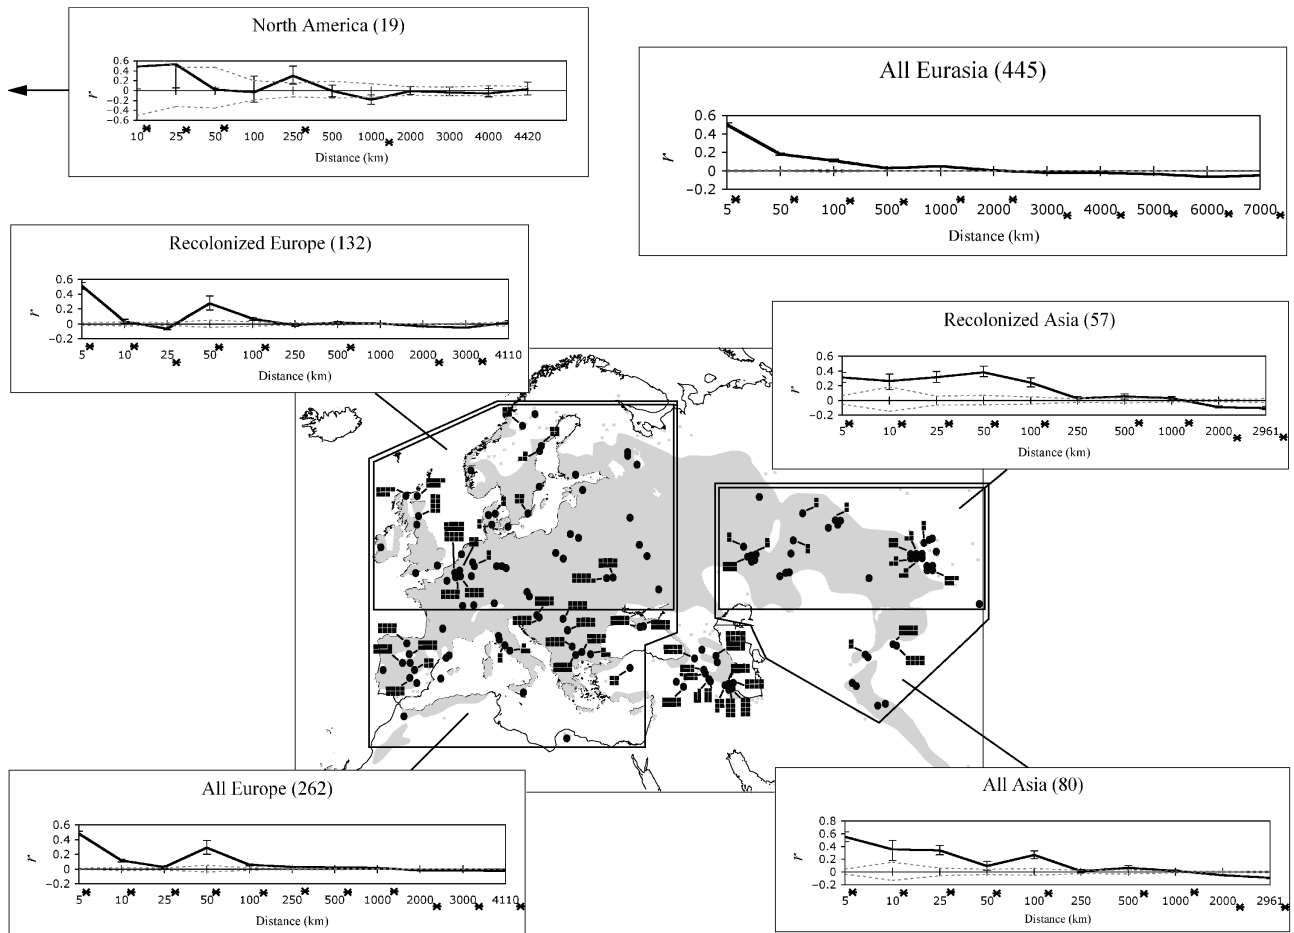 North America (19)
0.6
0.4
0.2
0
−0.2
−0.4
−0.6
r
10* 25* 50* 100 250* 500 1000* 2000 3000 4000 4420
Distance (km)
All Eurasia (445)
0.6
0.4
0.2
0
−0.2
r
5* 50* 100* 500* 1000* 2000* 3000* 4000* 5000* 6000* 7000*
Distance (km)
Recolonized Europe (132)
0.6
0.4
0.2
0
−0.2
r
5* 10* 25* 50* 100* 250 500* 1000 2000* 3000* 4110
Distance (km)
Recolonized Asia (57)
0.6
0.4
0.2
0
−0.2
r
5* 10* 25* 50* 100* 250 500* 1000* 2000* 2961*
Distance (km)
All Europe (262)
0.6
0.4
0.2
0
−0.2
r
5* 10* 25* 50* 100* 250* 500* 1000* 2000* 3000* 4110*
Distance (km)
All Asia (80)
0.8
0.6
0.4
0.2
0
−0.2
r
5* 10* 25* 50* 100* 250 500* 1000* 2000* 2961*
Distance (km)